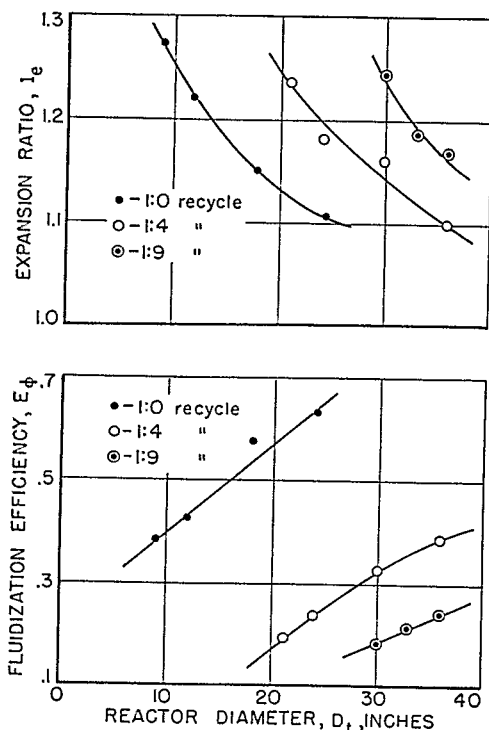 1.3
1.2
1.1
1.0
EXPANSION RATIO, Ie
●-1:0 recycle
○-1:4 "
◉-1:9 "
.7
.5
.3
.1
FLUIDIZATION EFFICIENCY, Eϕ
●-1:0 recycle
○-1:4 "
◉-1:9 "
0 10 20 30 40
REACTOR DIAMETER, Dt, INCHES